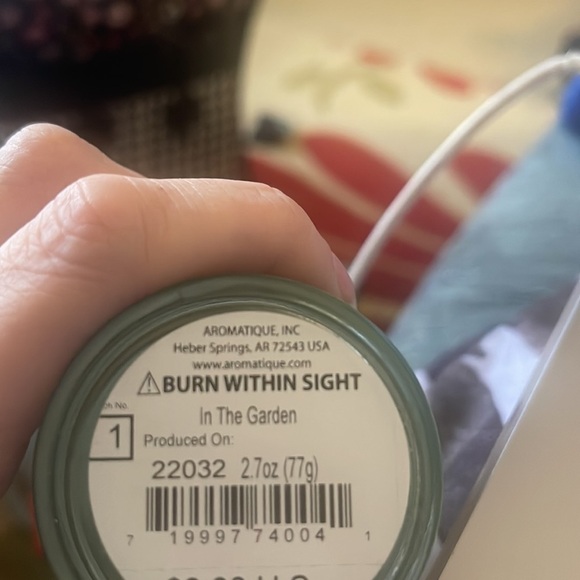 AROMATIQUE, INC
Heber Springs, AR 72543 USA
www.aromatique.com
⚠BURN WITHIN SIGHT
In The Garden
No.
1
Produced On:
22032 2.7oz (77g)
7 19997 74004 1